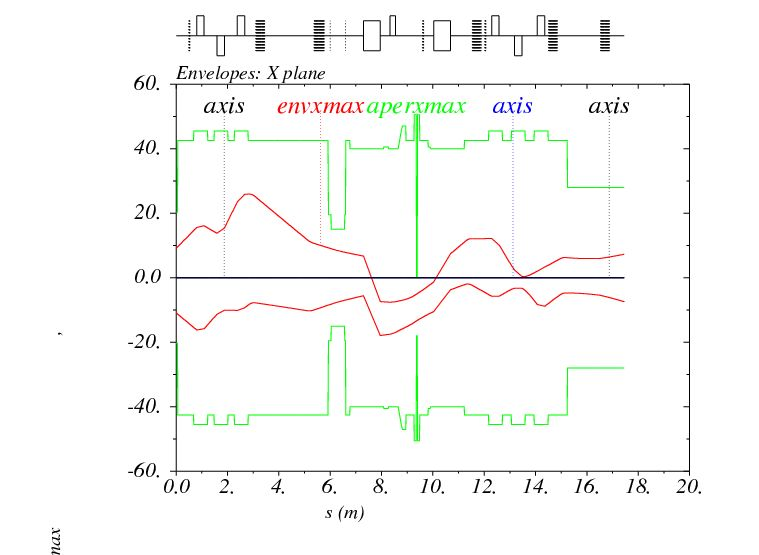 Envelopes: X plane
axis envxmax aperxmax axis axis
60.
40.
20.
0.0
-20.
-40.
-60.
0.0 2. 4. 6. 8. 10. 12. 14. 16. 18. 20.
s (m)
,
max